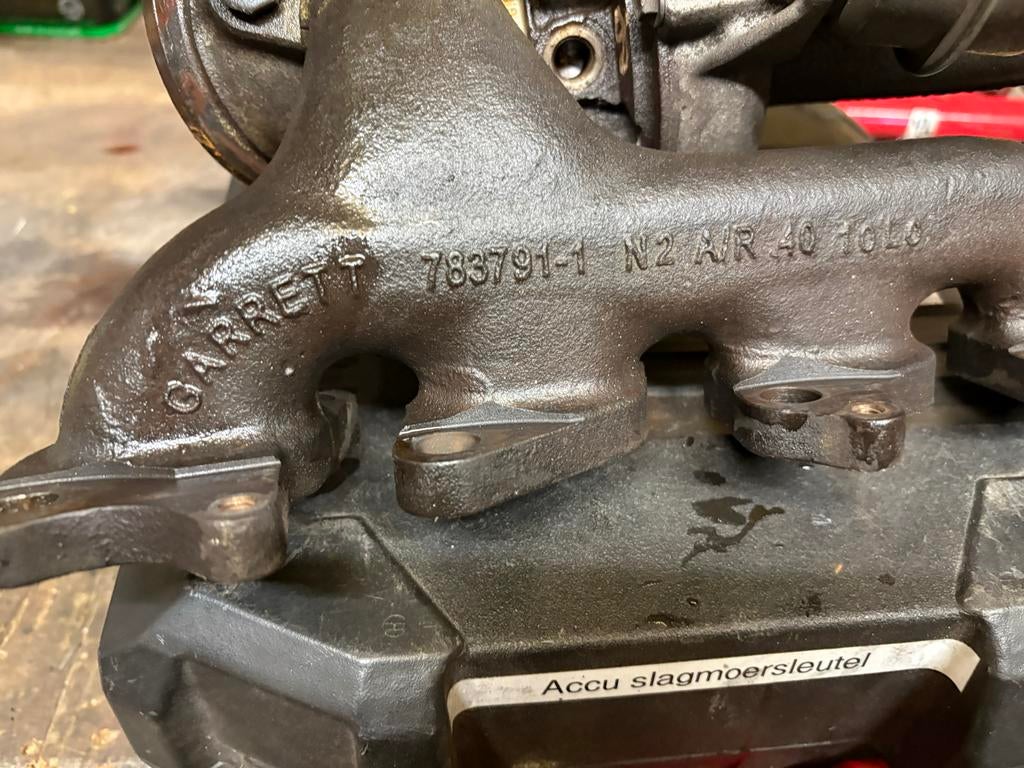 GARRETT 783791-1 N2 A/R .40
Accu slagmoersleutel